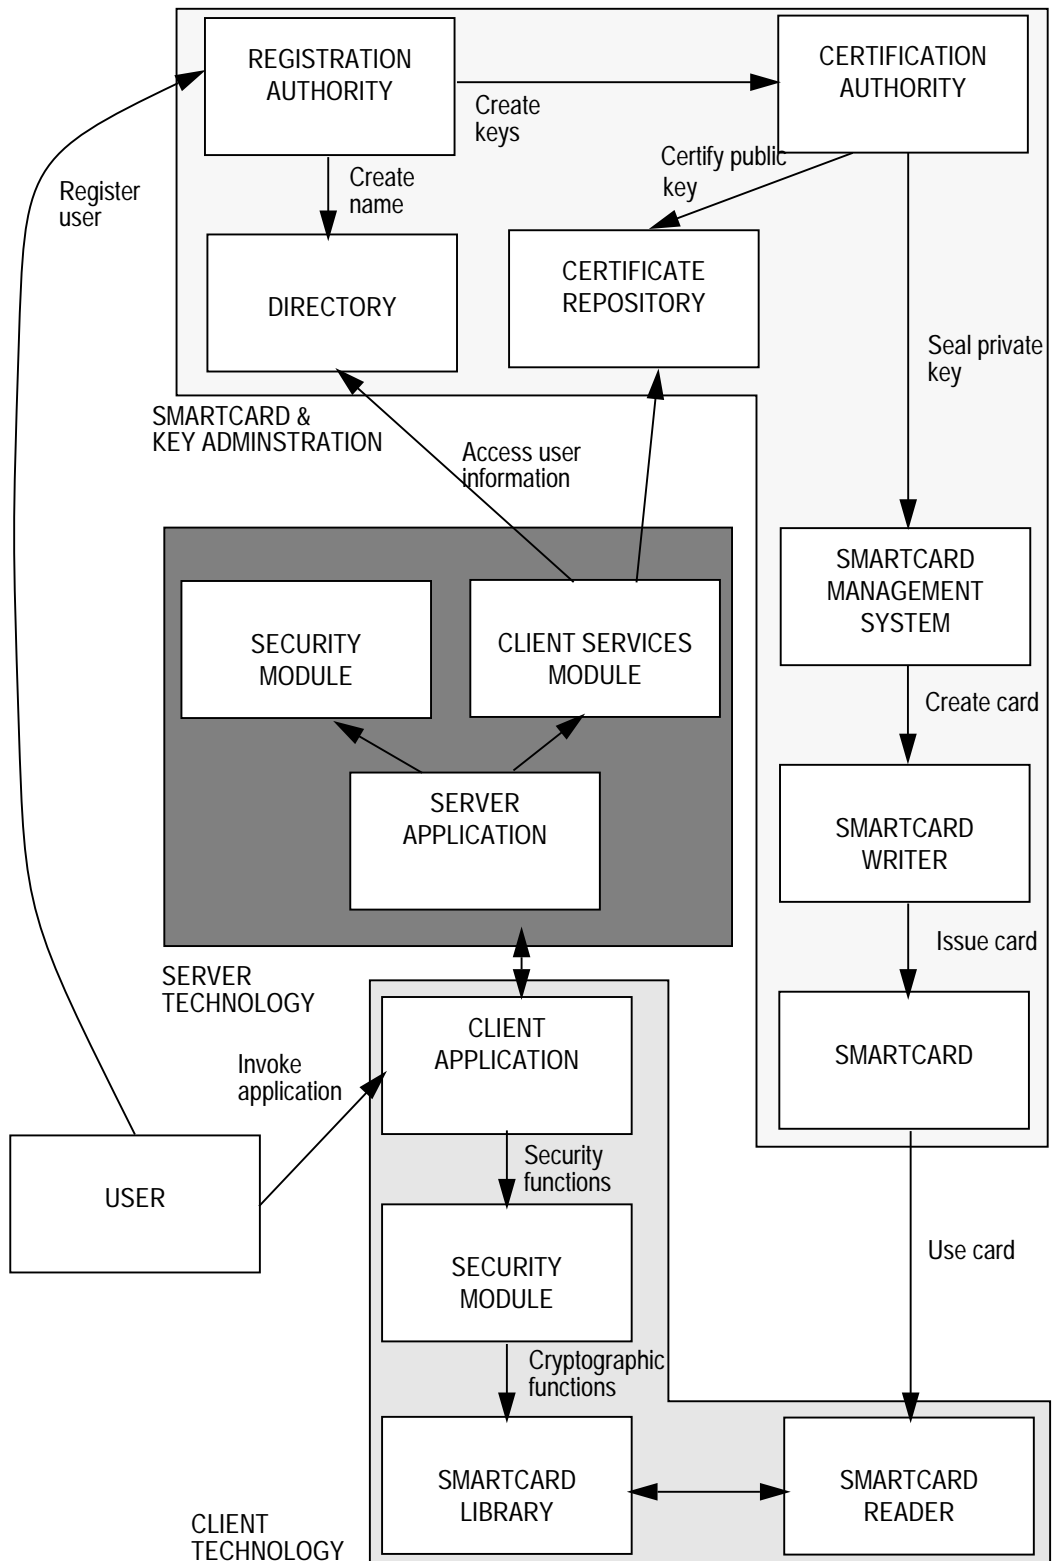 REGISTRATION
AUTHORITY
CERTIFICATION
AUTHORITY
Create
keys
Certify public
key
Create
name
Register
user
DIRECTORY
CERTIFICATE
REPOSITORY
Seal private
key
SMARTCARD &
KEY ADMINSTRATION
Access user
information
SECURITY
MODULE
CLIENT SERVICES
MODULE
SMARTCARD
MANAGEMENT
SYSTEM
Create card
SERVER
APPLICATION
SMARTCARD
WRITER
Issue card
SERVER
TECHNOLOGY
CLIENT
APPLICATION
SMARTCARD
Invoke
application
Security
functions
USER
SECURITY
MODULE
Use card
Cryptographic
functions
SMARTCARD
LIBRARY
SMARTCARD
READER
CLIENT
TECHNOLOGY